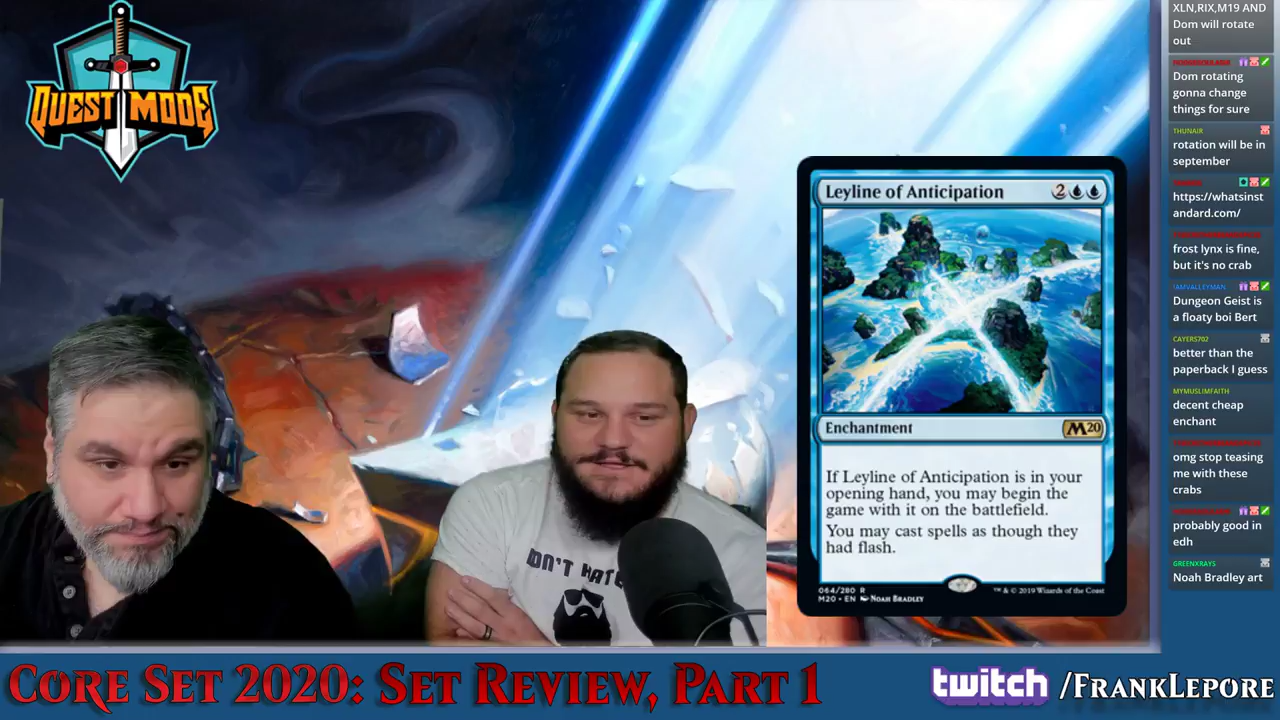 QUEST MODE
DON'T HATE
Leyline of Anticipation 2
Enchantment M20
If Leyline of Anticipation is in your
opening hand, you may begin the
game with it on the battlefield.
You may cast spells as though they
had flash.
064/280 R
M20 • EN Noah Bradley
™ & © 2019 Wizards of the Coast
XLN,RIX,M19 AND
Dom will rotate
out
Dom rotating
gonna change
things for sure
THUNAIR
rotation will be in
september
https://whatsinst
andard.com/
frost lynx is fine,
but it's no crab
IAMVALLEYMAN
Dungeon Geist is
a floaty boi Bert
CAYERS702
better than the
paperback I guess
MYMUSLIMFAITH
decent cheap
enchant
omg stop teasing
me with these
crabs
probably good in
edh
GREENXRAYS
Noah Bradley art
Core Set 2020: Set Review, Part 1
twitch /FrankLepore